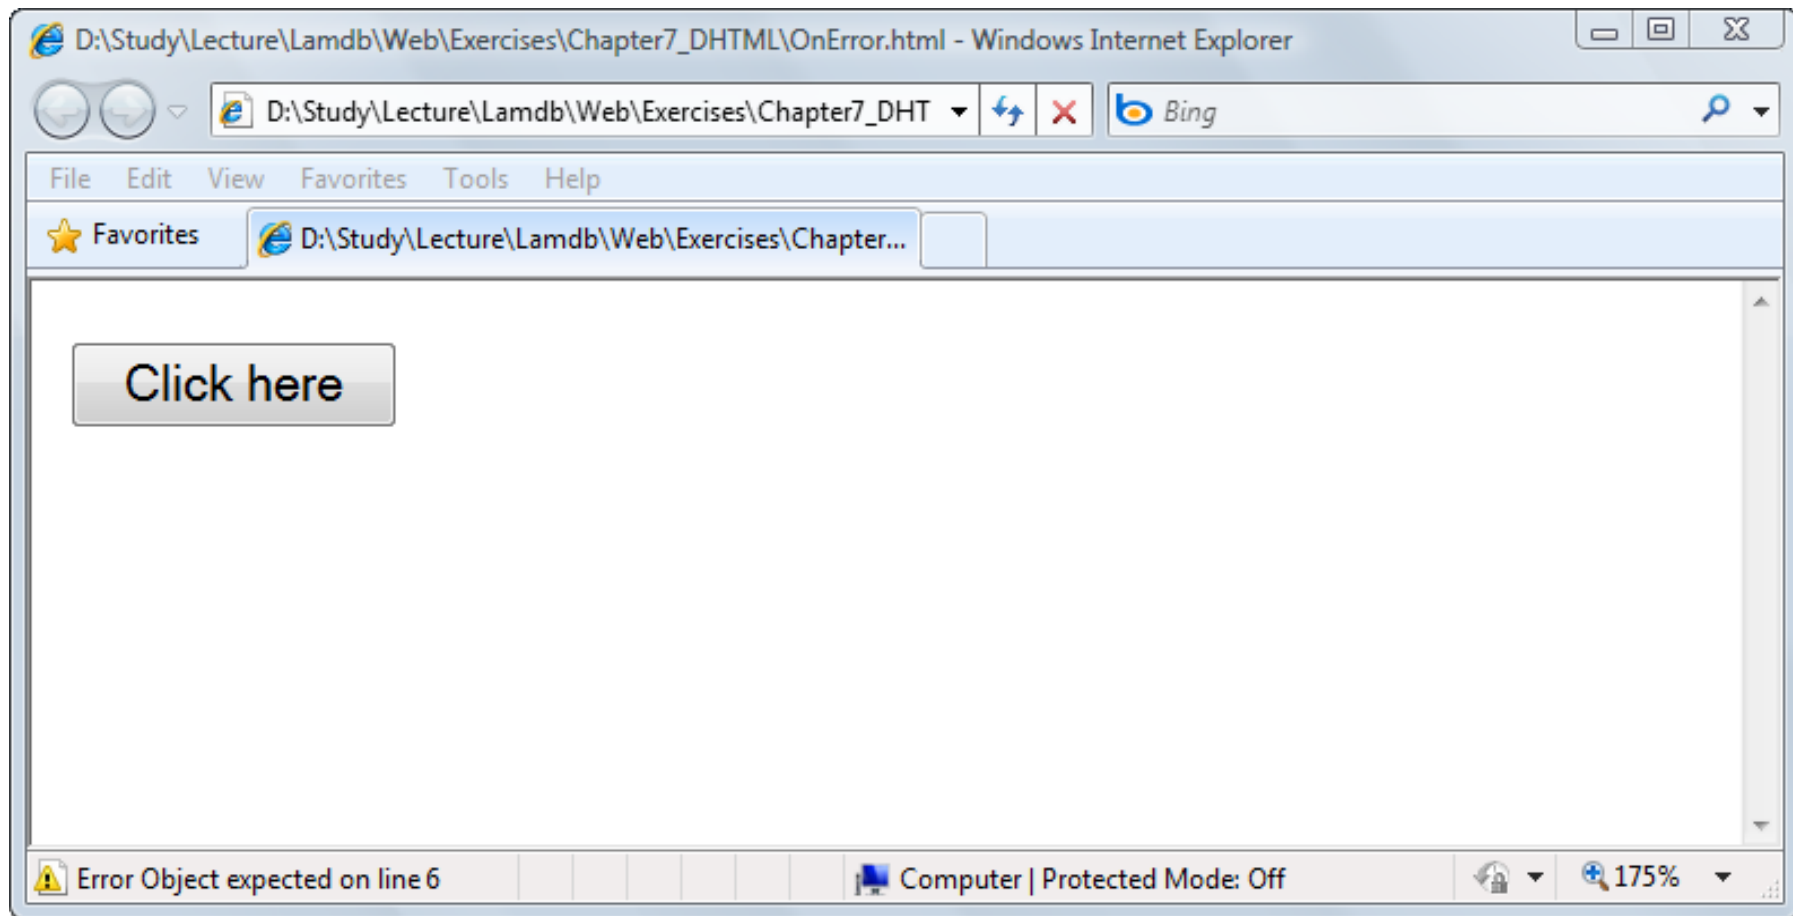 D:\Study\Lecture\Lamdb\Web\Exercises\Chapter7_DHTML\OnError.html - Windows Internet Explorer
D:\Study\Lecture\Lamdb\Web\Exercises\Chapter7_DHT Bing
File Edit View Favorites Tools Help
Favorites D:\Study\Lecture\Lamdb\Web\Exercises\Chapter...
Click here
Error Object expected on line 6 Computer | Protected Mode: Off 175%